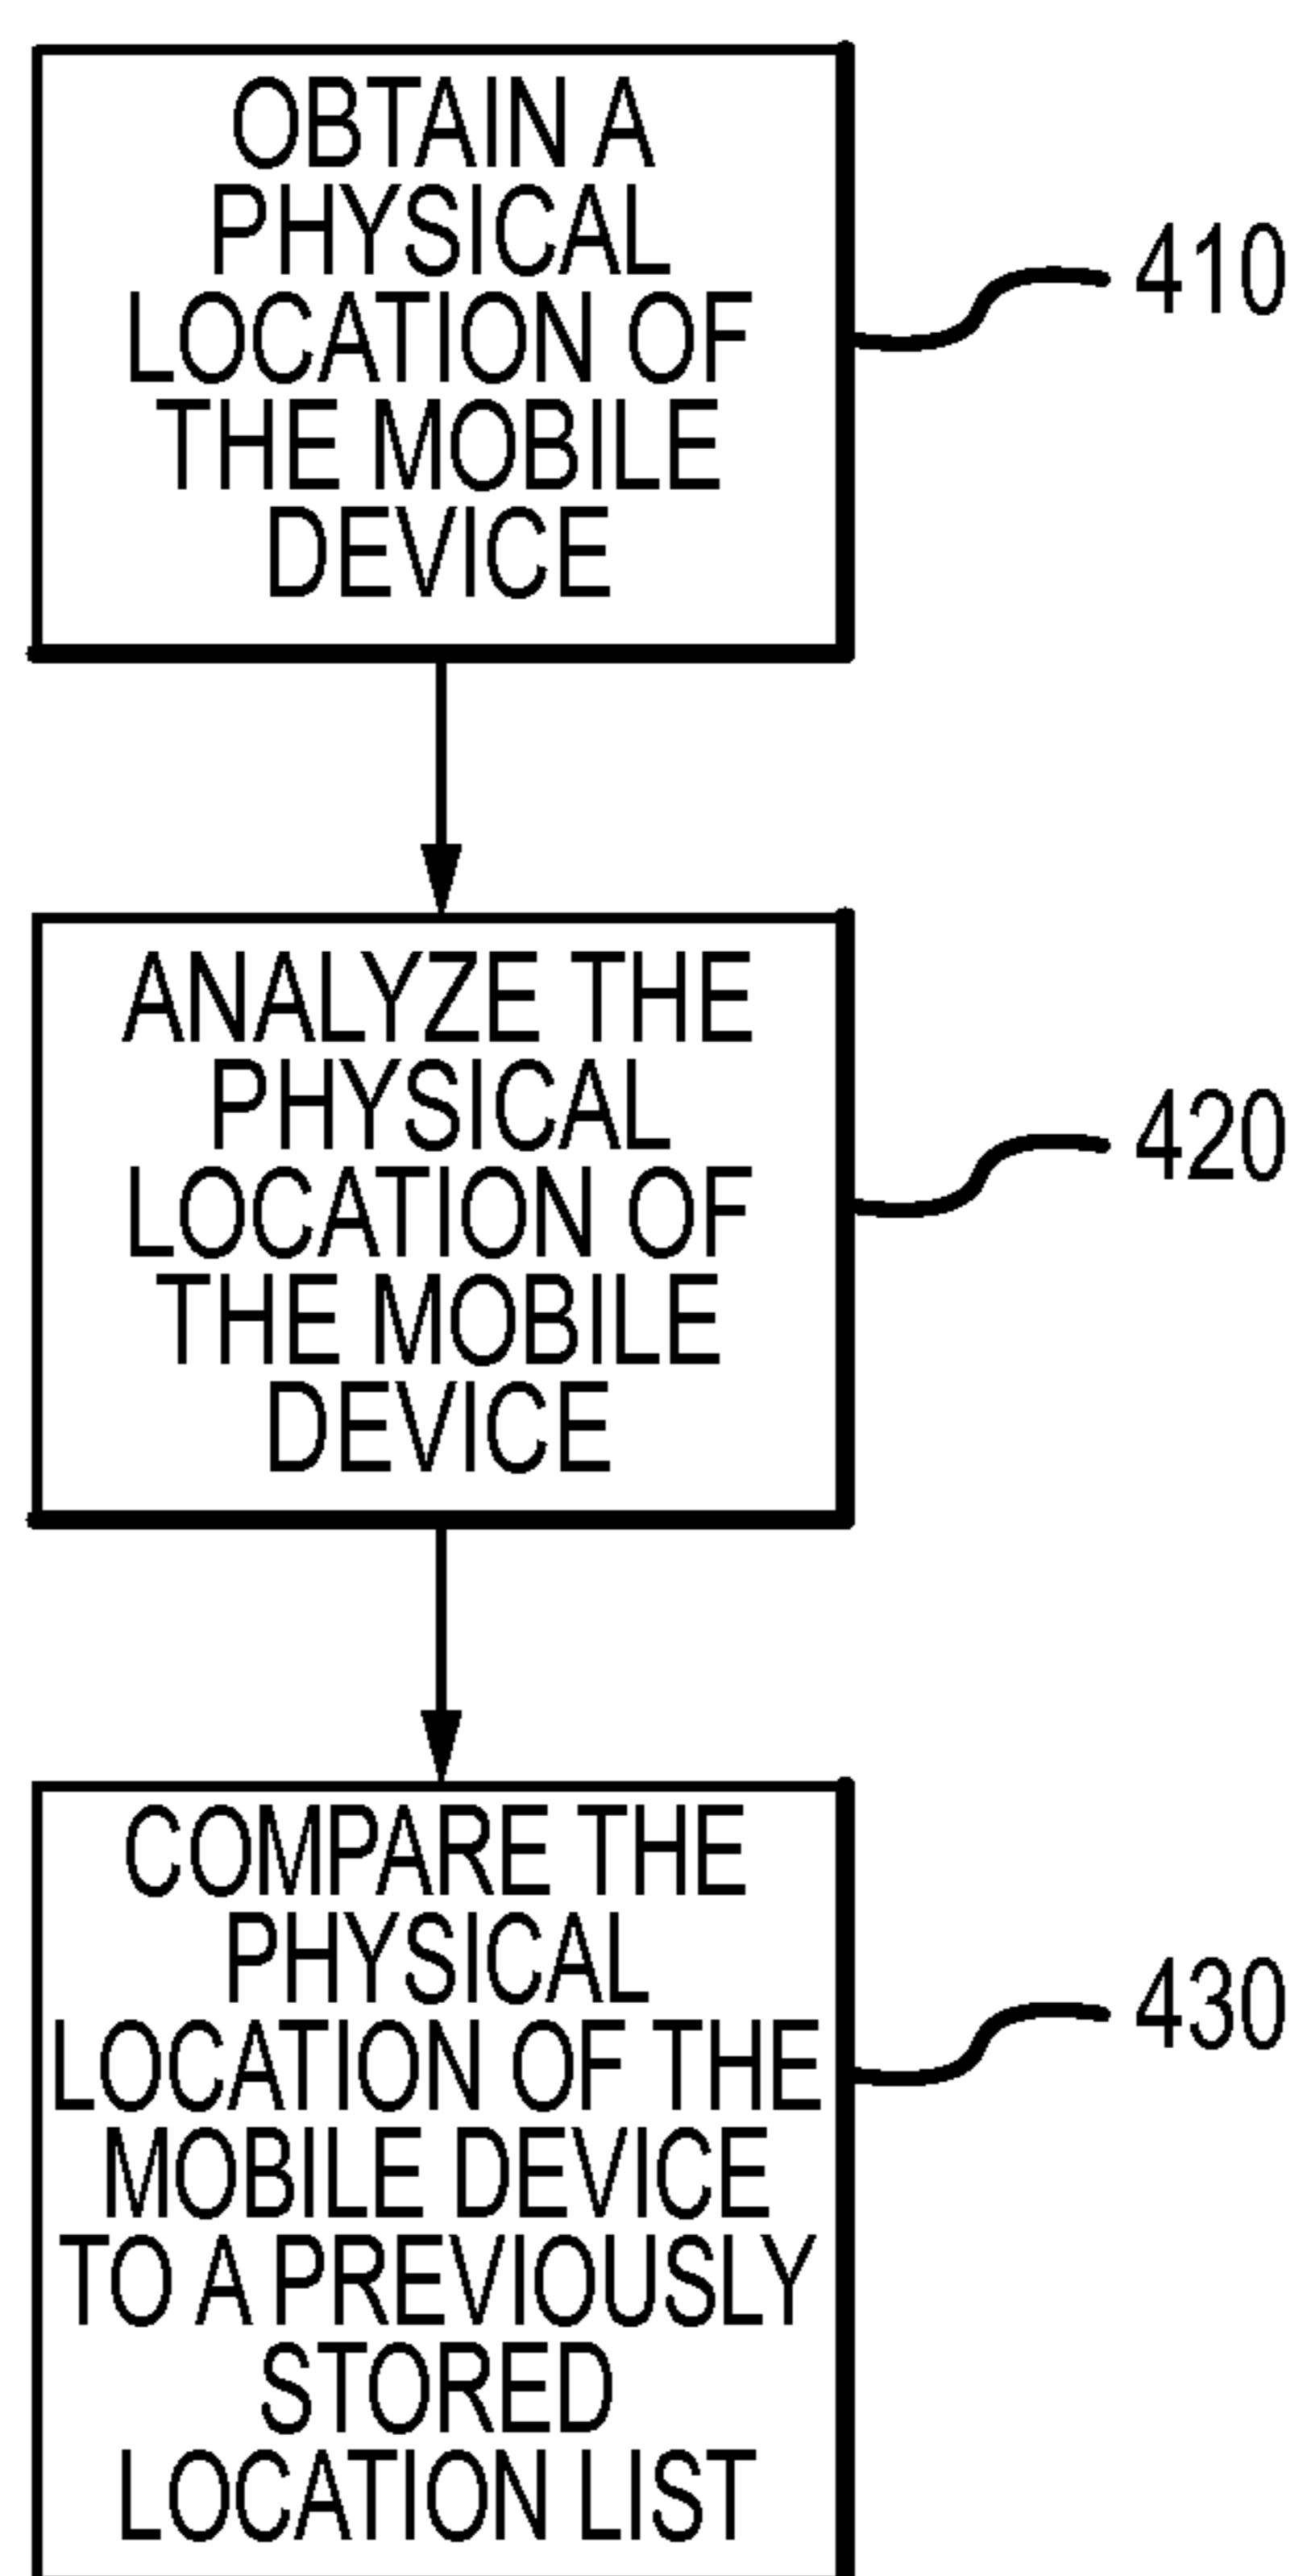 OBTAIN A
PHYSICAL
LOCATION OF
THE MOBILE
DEVICE
410
ANALYZE THE
PHYSICAL
LOCATION OF
THE MOBILE
DEVICE
420
COMPARE THE
PHYSICAL
LOCATION OF THE
MOBILE DEVICE
TO A PREVIOUSLY
STORED
LOCATION LIST
430